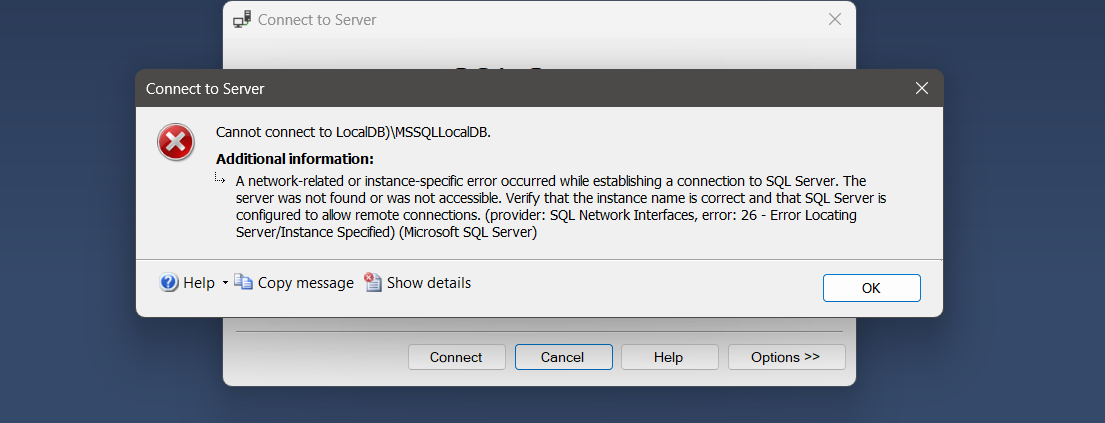 Connect to Server
Connect to Server
Cannot connect to LocalDB)\MSSQLLocalDB.
Additional information:
A network-related or instance-specific error occurred while establishing a connection to SQL Server. The
server was not found or was not accessible. Verify that the instance name is correct and that SQL Server is
configured to allow remote connections. (provider: SQL Network Interfaces, error: 26 - Error Locating
Server/Instance Specified) (Microsoft SQL Server)
Help Copy message Show details OK
Connect Cancel Help Options >>